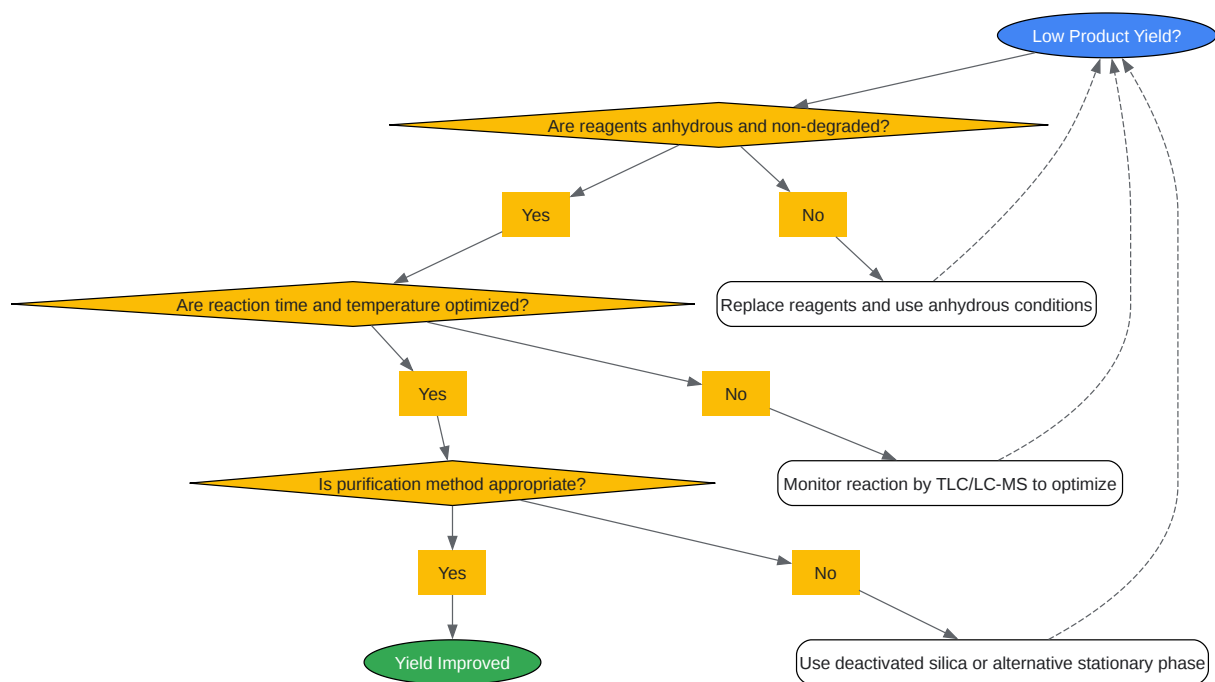 Low Product Yield?
Are reagents anhydrous and non-degraded?
Yes
No
Are reaction time and temperature optimized?
Replace reagents and use anhydrous conditions
Yes
No
Is purification method appropriate?
Monitor reaction by TLC/LC-MS to optimize
Yes
No
Yield Improved
Use deactivated silica or alternative stationary phase